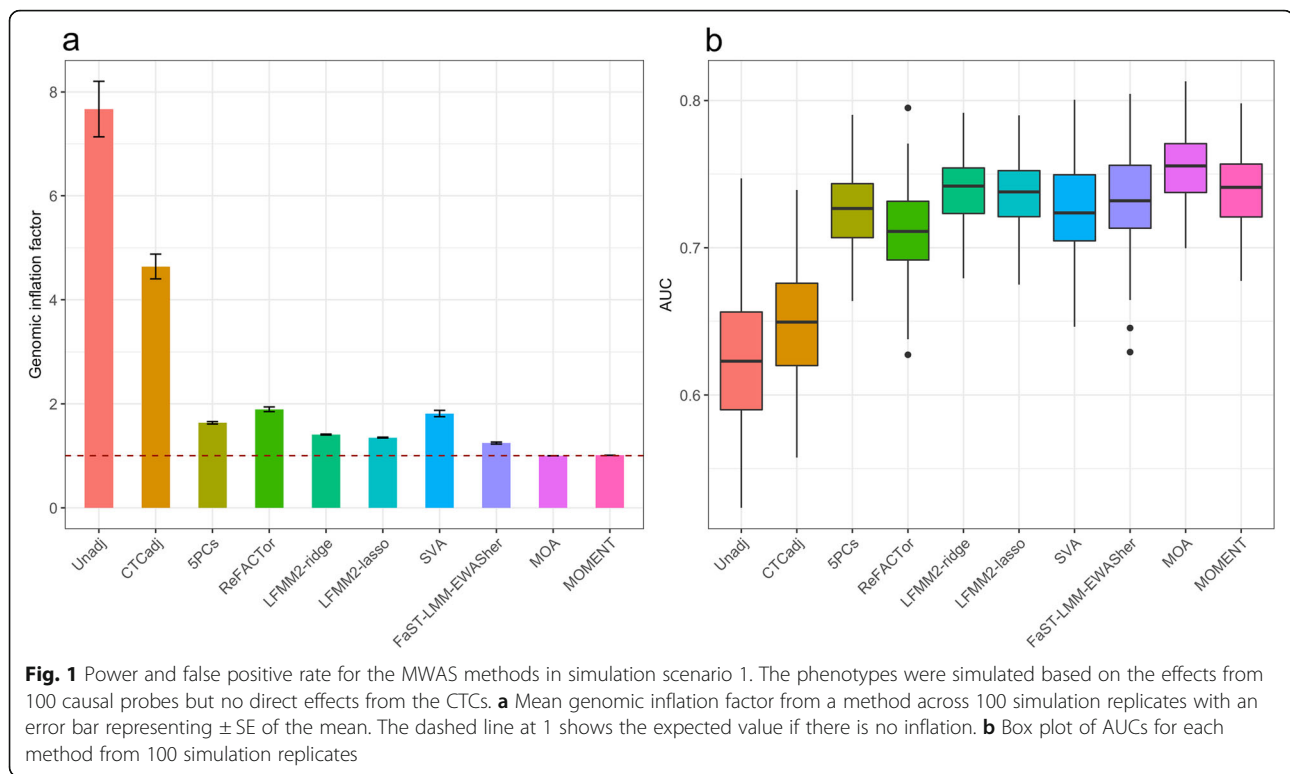 a
Genomic inflation factor
8
6
4
2
0
Unadj
CTCadj
5PCs
ReFACTor
LFMM2-ridge
LFMM2-lasso
SVA
FaST-LMM-EWASher
MOA
MOMENT
b
AUC
0.8
0.7
0.6
Unadj
CTCadj
5PCs
ReFACTor
LFMM2-ridge
LFMM2-lasso
SVA
FaST-LMM-EWASher
MOA
MOMENT
Fig. 1 Power and false positive rate for the MWAS methods in simulation scenario 1. The phenotypes were simulated based on the effects from
100 causal probes but no direct effects from the CTCs. a Mean genomic inflation factor from a method across 100 simulation replicates with an
error bar representing ± SE of the mean. The dashed line at 1 shows the expected value if there is no inflation. b Box plot of AUCs for each
method from 100 simulation replicates